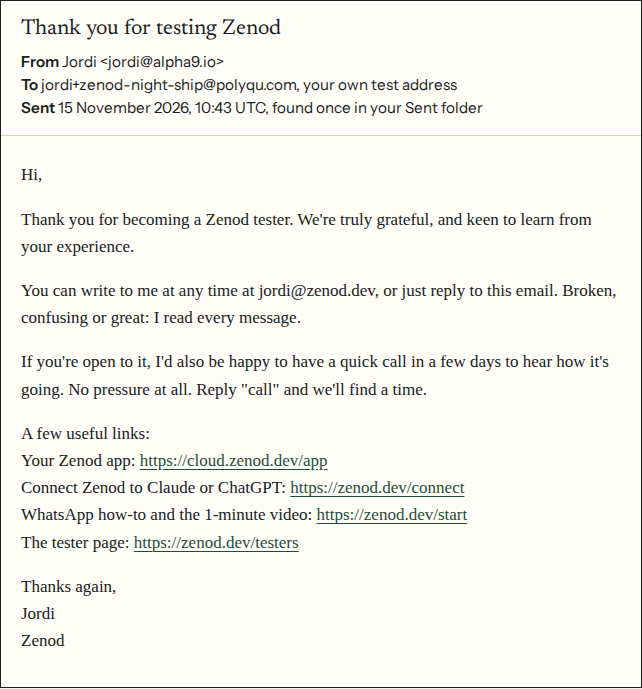 Thank you for testing Zenod
From Jordi <jordi@alpha9.io>
To jordi+zenod-night-ship@polyqu.com, your own test address
Sent 15 November 2026, 10:43 UTC, found once in your Sent folder
Hi,
Thank you for becoming a Zenod tester. We're truly grateful, and keen to learn from
your experience.
You can write to me at any time at jordi@zenod.dev, or just reply to this email. Broken,
confusing or great: I read every message.
If you're open to it, I'd also be happy to have a quick call in a few days to hear how it's
going. No pressure at all. Reply "call" and we'll find a time.
A few useful links:
Your Zenod app: https://cloud.zenod.dev/app
Connect Zenod to Claude or ChatGPT: https://zenod.dev/connect
WhatsApp how-to and the 1-minute video: https://zenod.dev/start
The tester page: https://zenod.dev/testers
Thanks again,
Jordi
Zenod